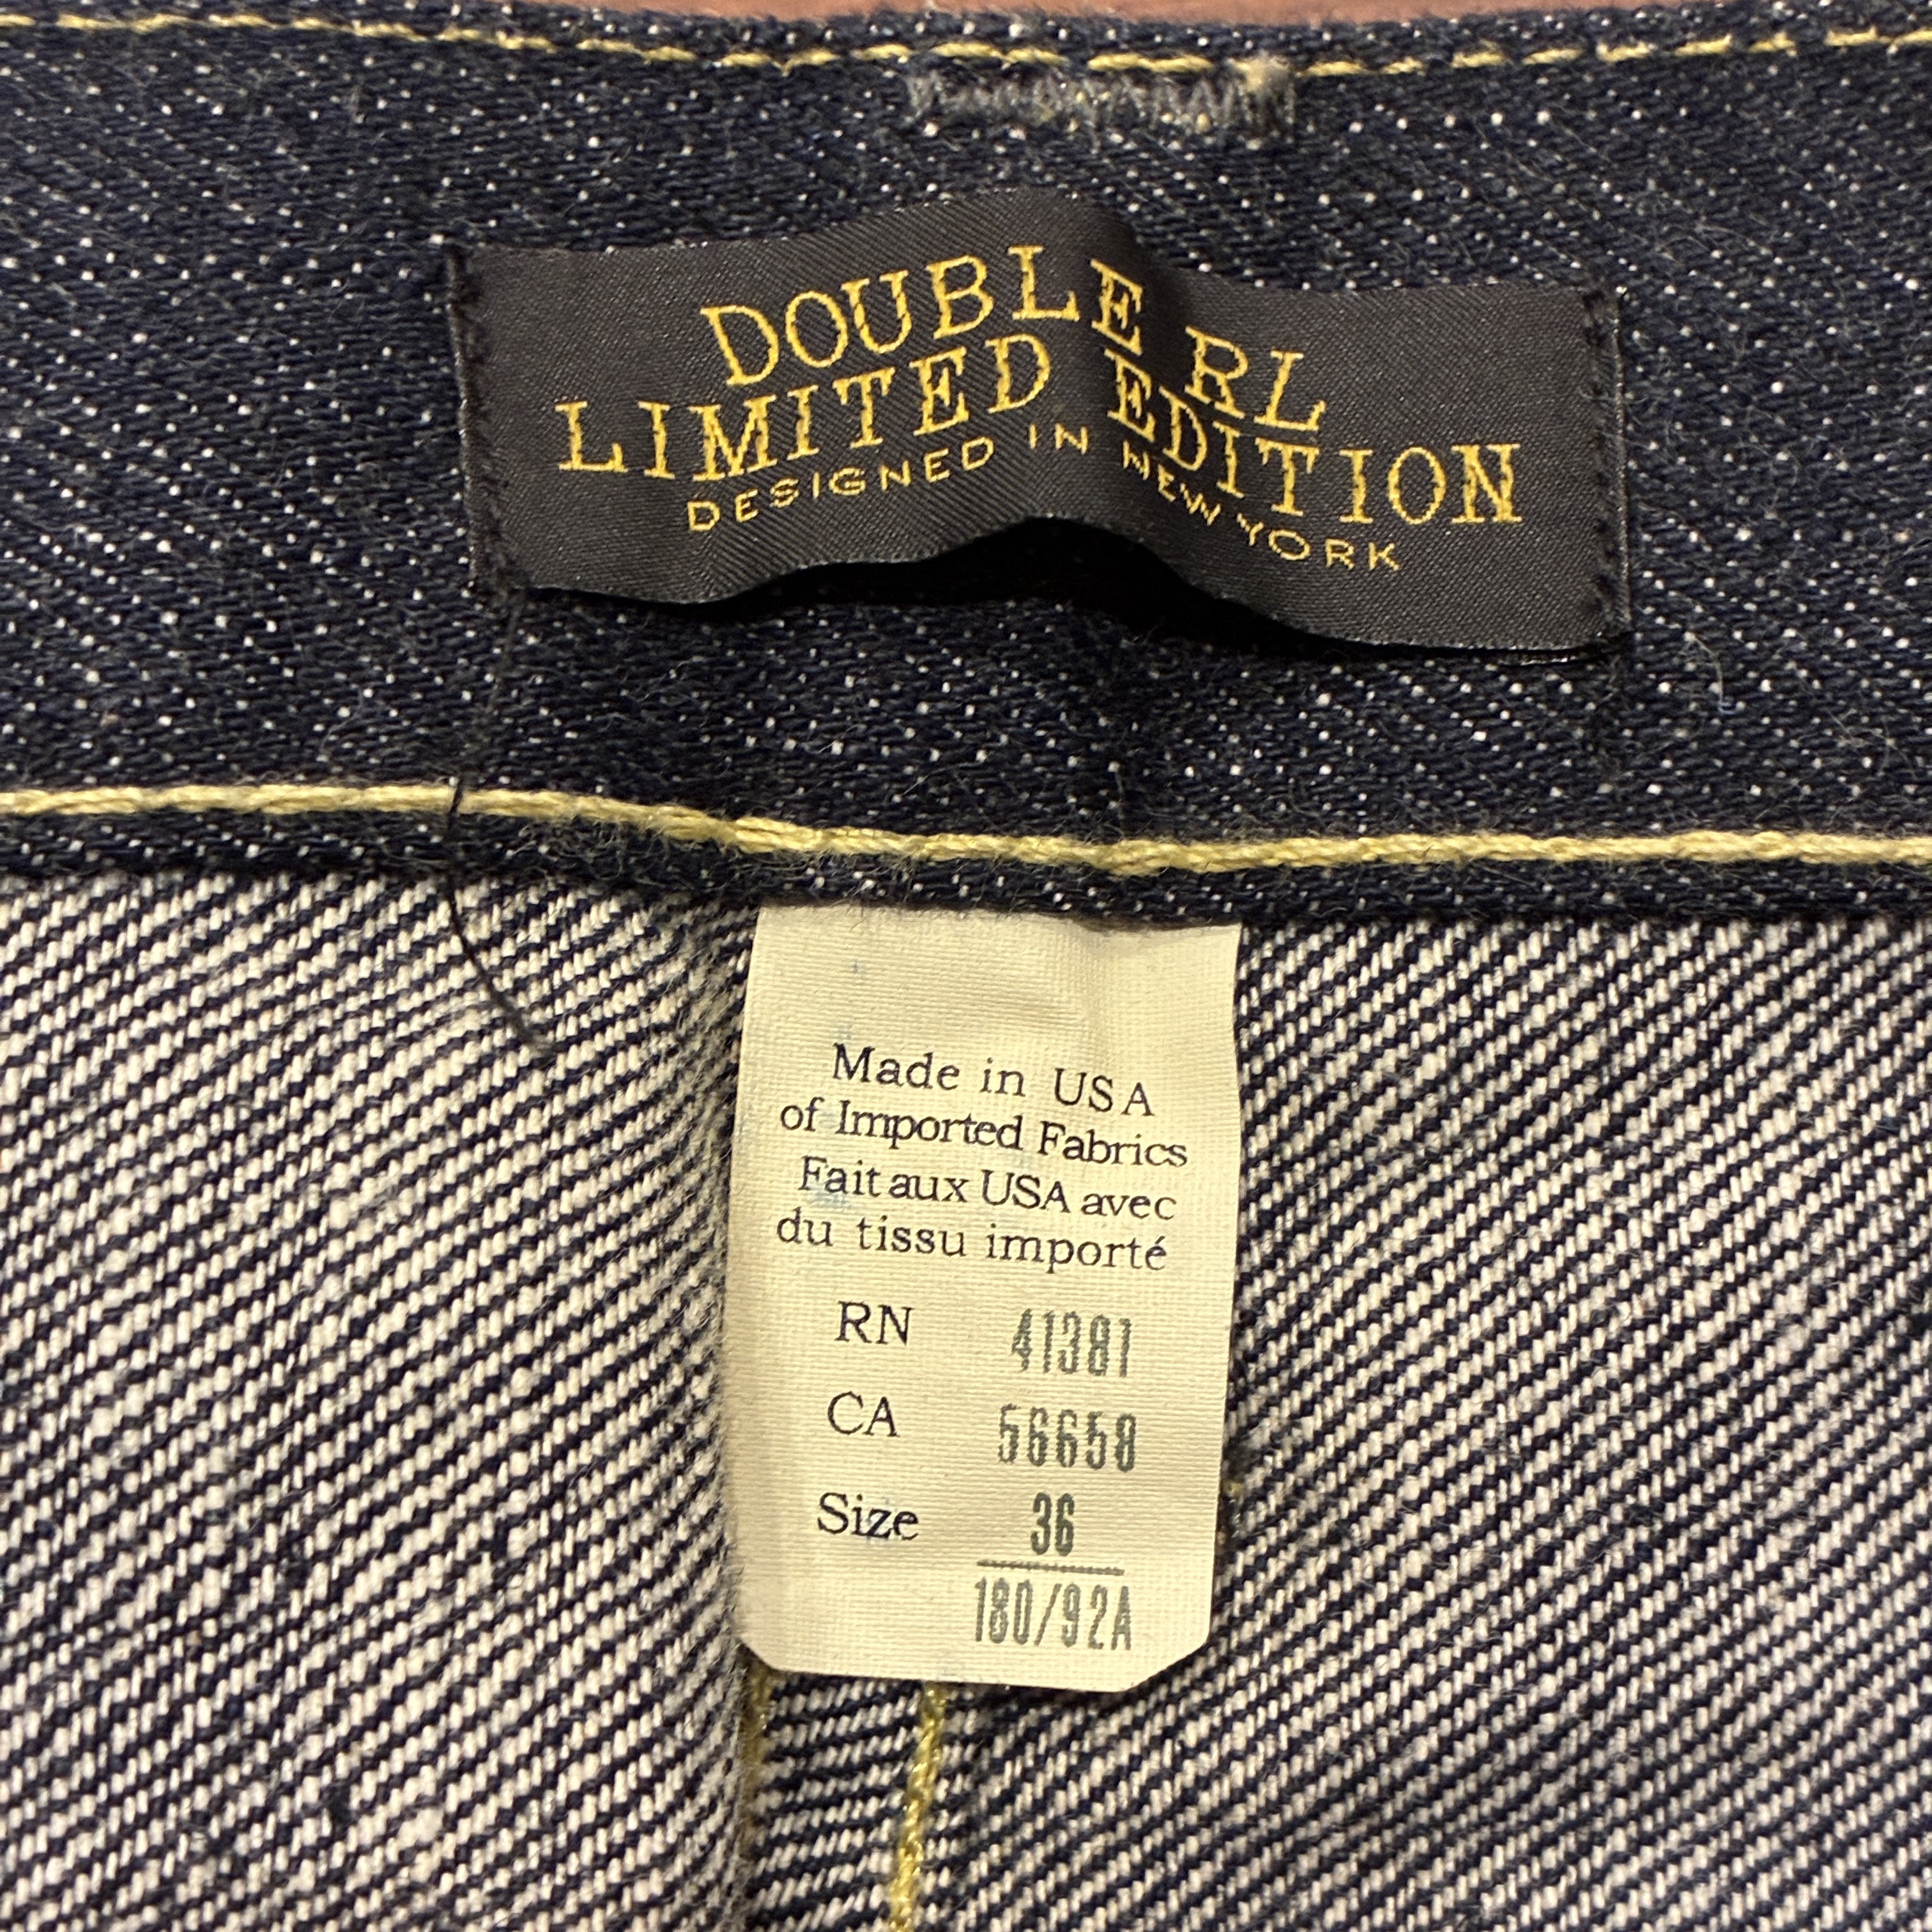 DOUBLE RL
LIMITED EDITION
DESIGNED IN NEW YORK
Made in USA
of Imported Fabrics
Fait aux USA avec
du tissu importé
RN 41381
CA 56658
Size 36
180/92A